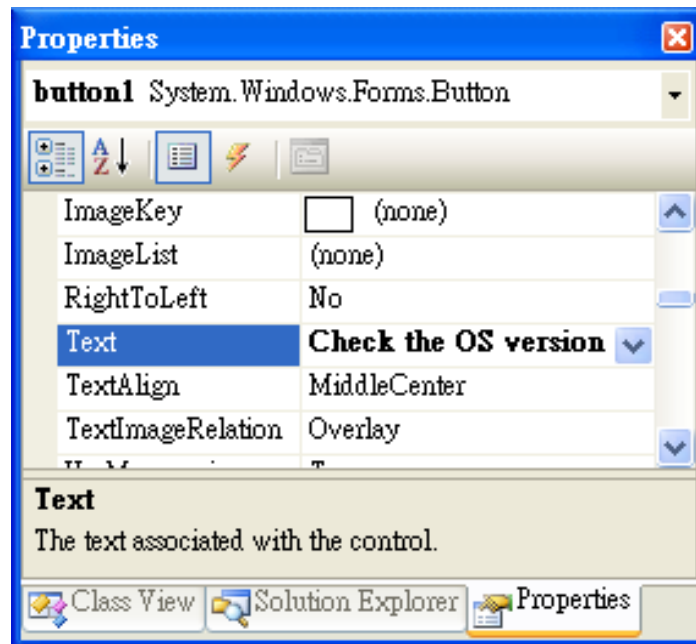 Properties
button1 System.Windows.Forms.Button
A
Z
ImageKey (none)
ImageList (none)
RightToLeft No
Text Check the OS version
TextAlign MiddleCenter
TextImageRelation Overlay
Text
The text associated with the control.
Class View Solution Explorer Properties